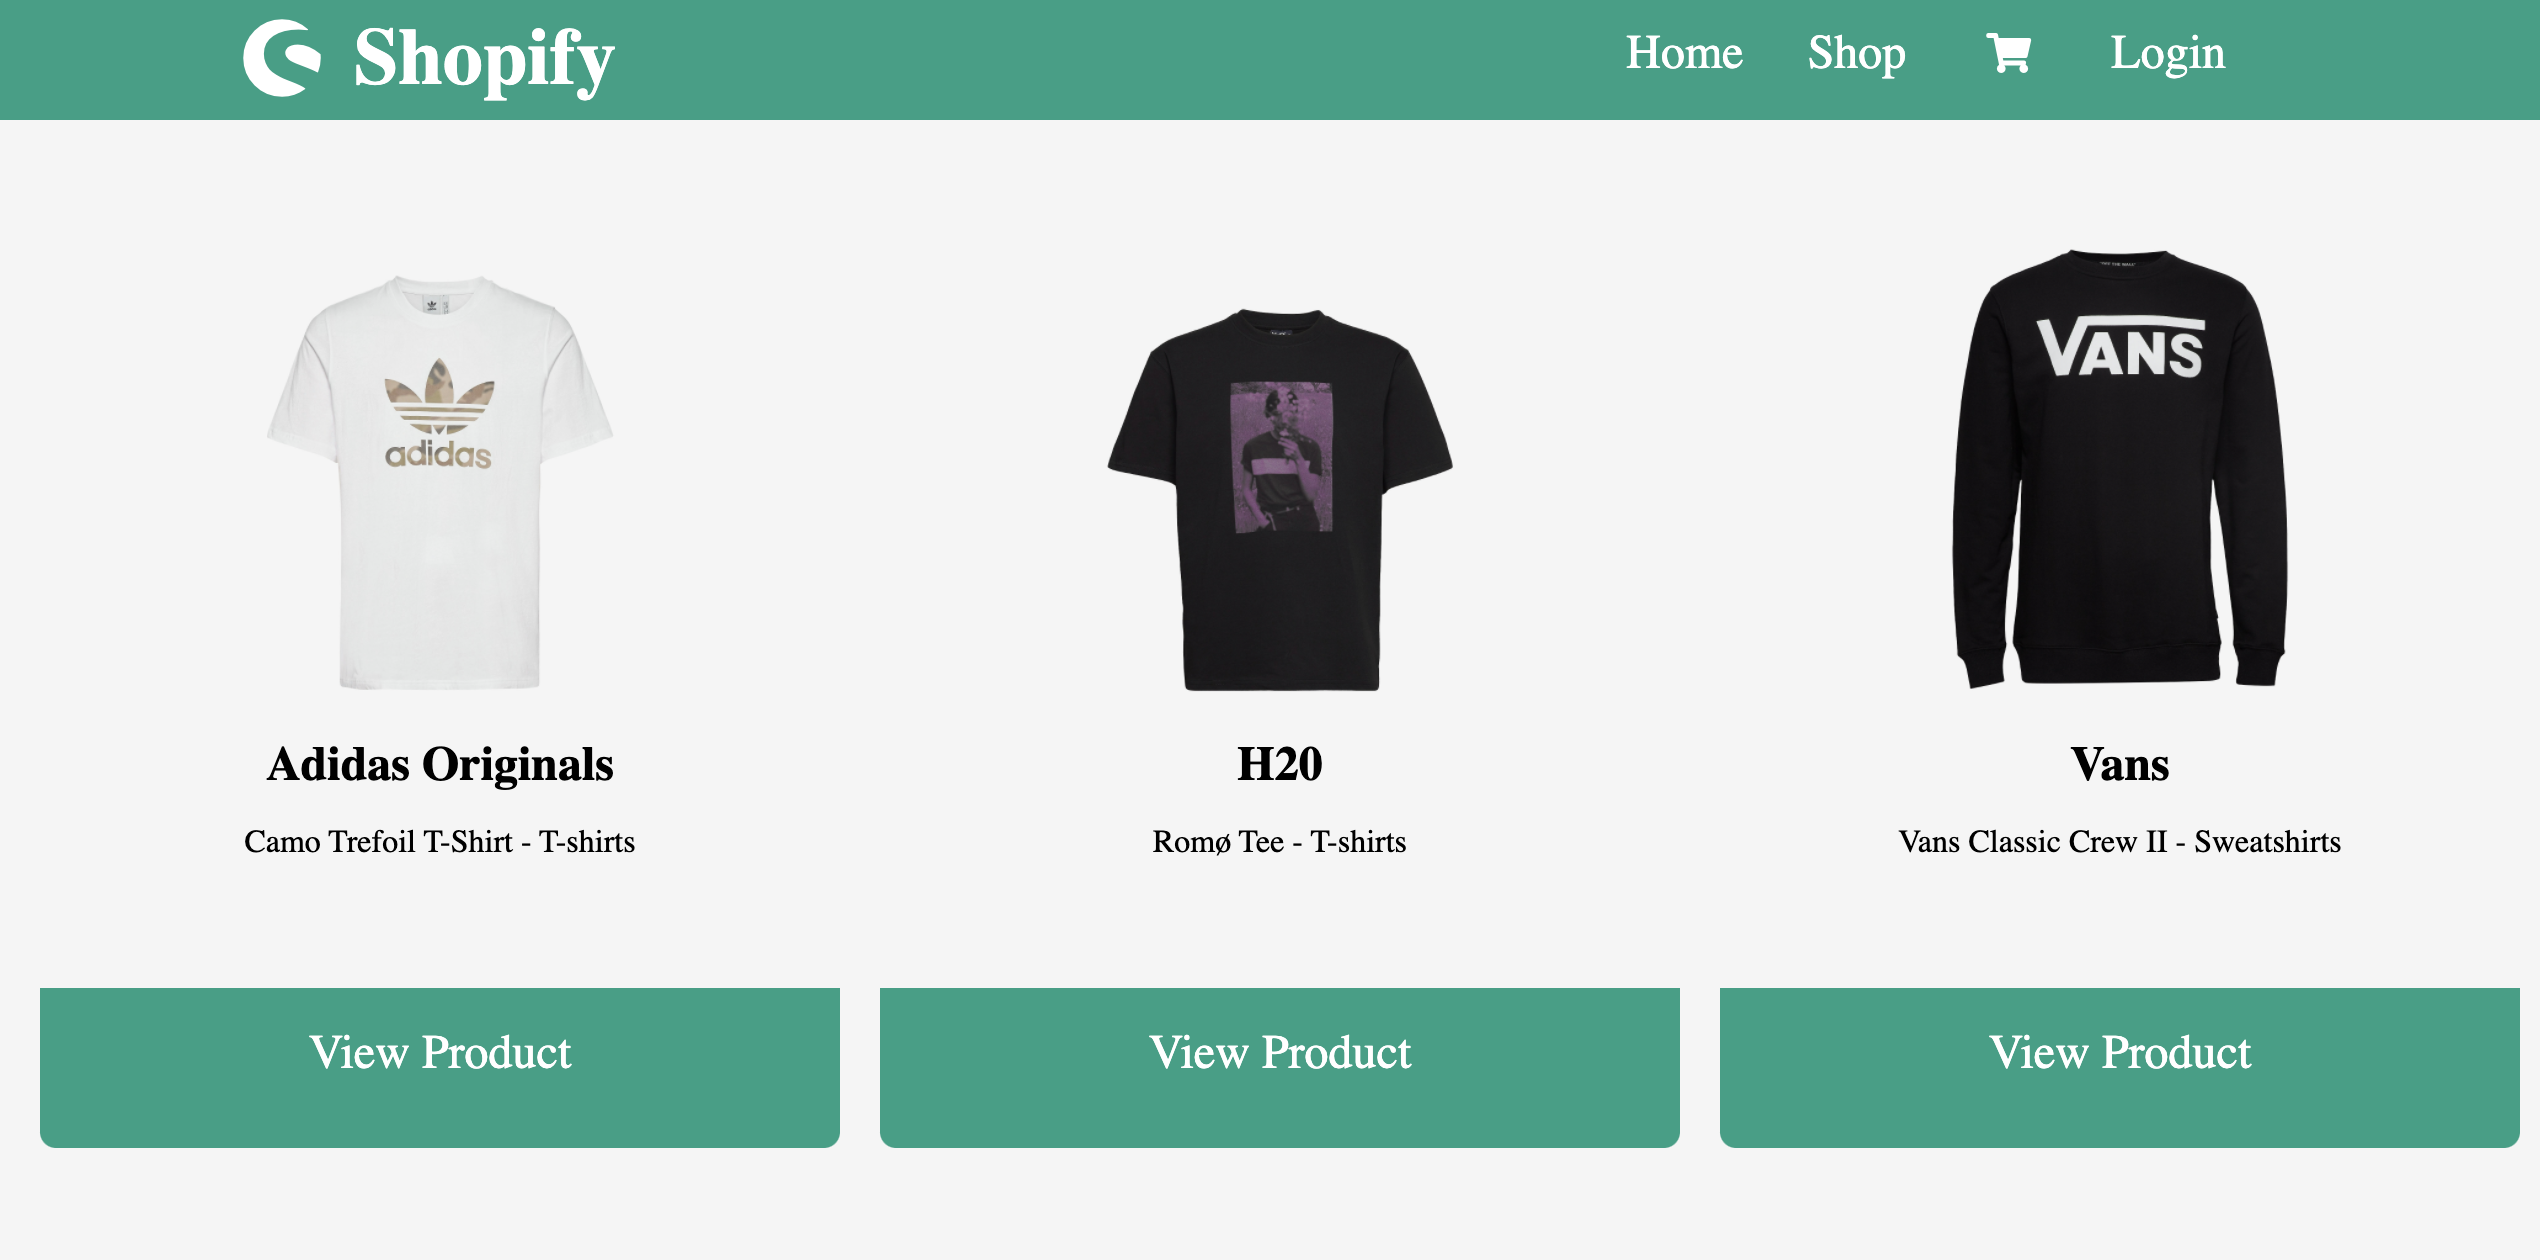 Shopify
Home Shop Login
adidas
VANS
Adidas Originals
H20
Vans
Camo Trefoil T-Shirt - T-shirts
Romø Tee - T-shirts
Vans Classic Crew II - Sweatshirts
View Product
View Product
View Product